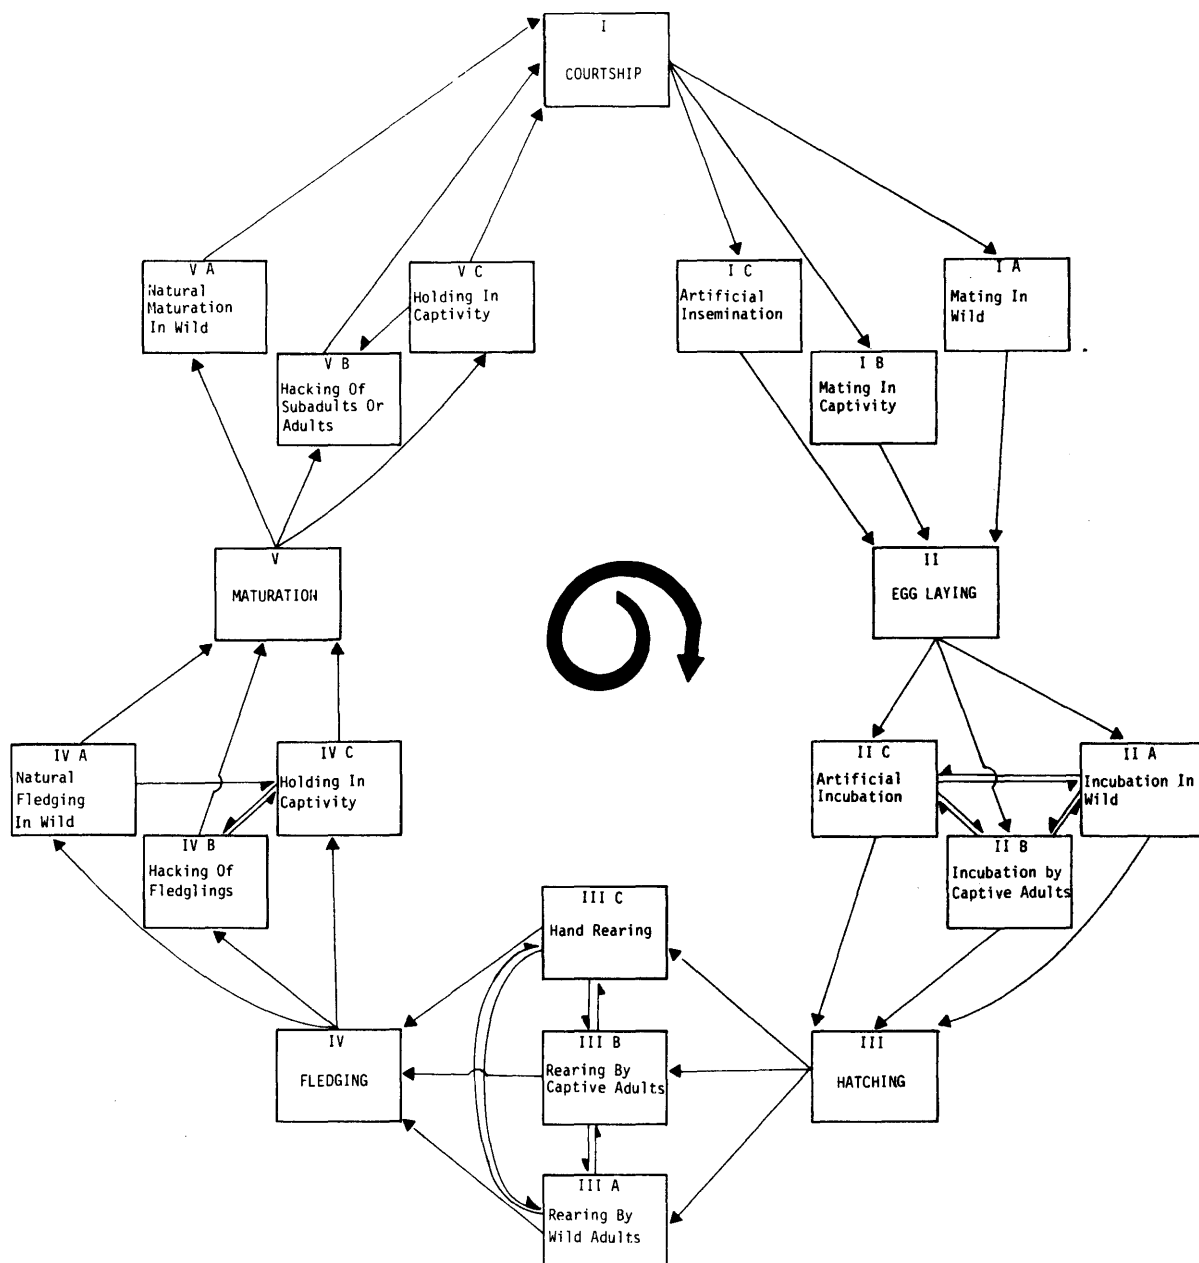 I
COURTSHIP
V A
Natural
Maturation
In Wild
V C
Holding In
Captivity
V B
Hacking Of
Subadults Or
Adults
I C
Artificial
Insemination
I A
Mating In
Wild
I B
Mating In
Captivity
V
MATURATION
II
EGG LAYING
IV A
Natural
Fledging
In Wild
IV C
Holding In
Captivity
IV B
Hacking Of
Fledglings
II C
Artificial
Incubation
II A
Incubation In
Wild
II B
Incubation by
Captive Adults
III C
Hand Rearing
IV
FLEDGING
III B
Rearing By
Captive Adults
III
HATCHING
III A
Rearing By
Wild Adults